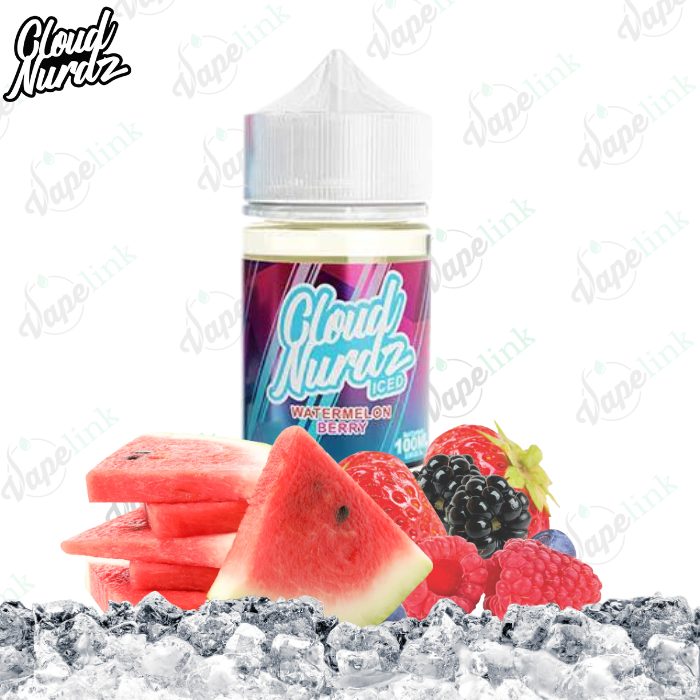 Cloud
Nurdz
Vapelink
Cloud
Nurdz
ICED
WATERMELON
BERRY
100ML